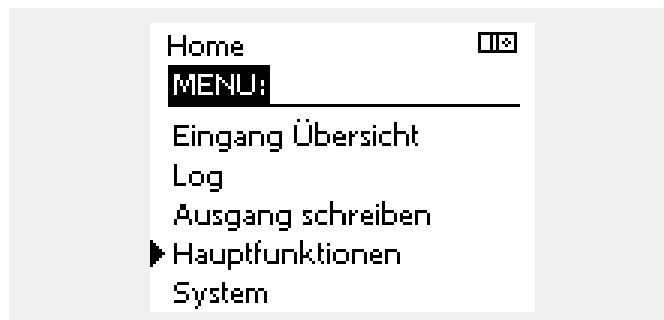 Home
MENU:
Eingang Übersicht
Log
Ausgang schreiben
Hauptfunktionen
System